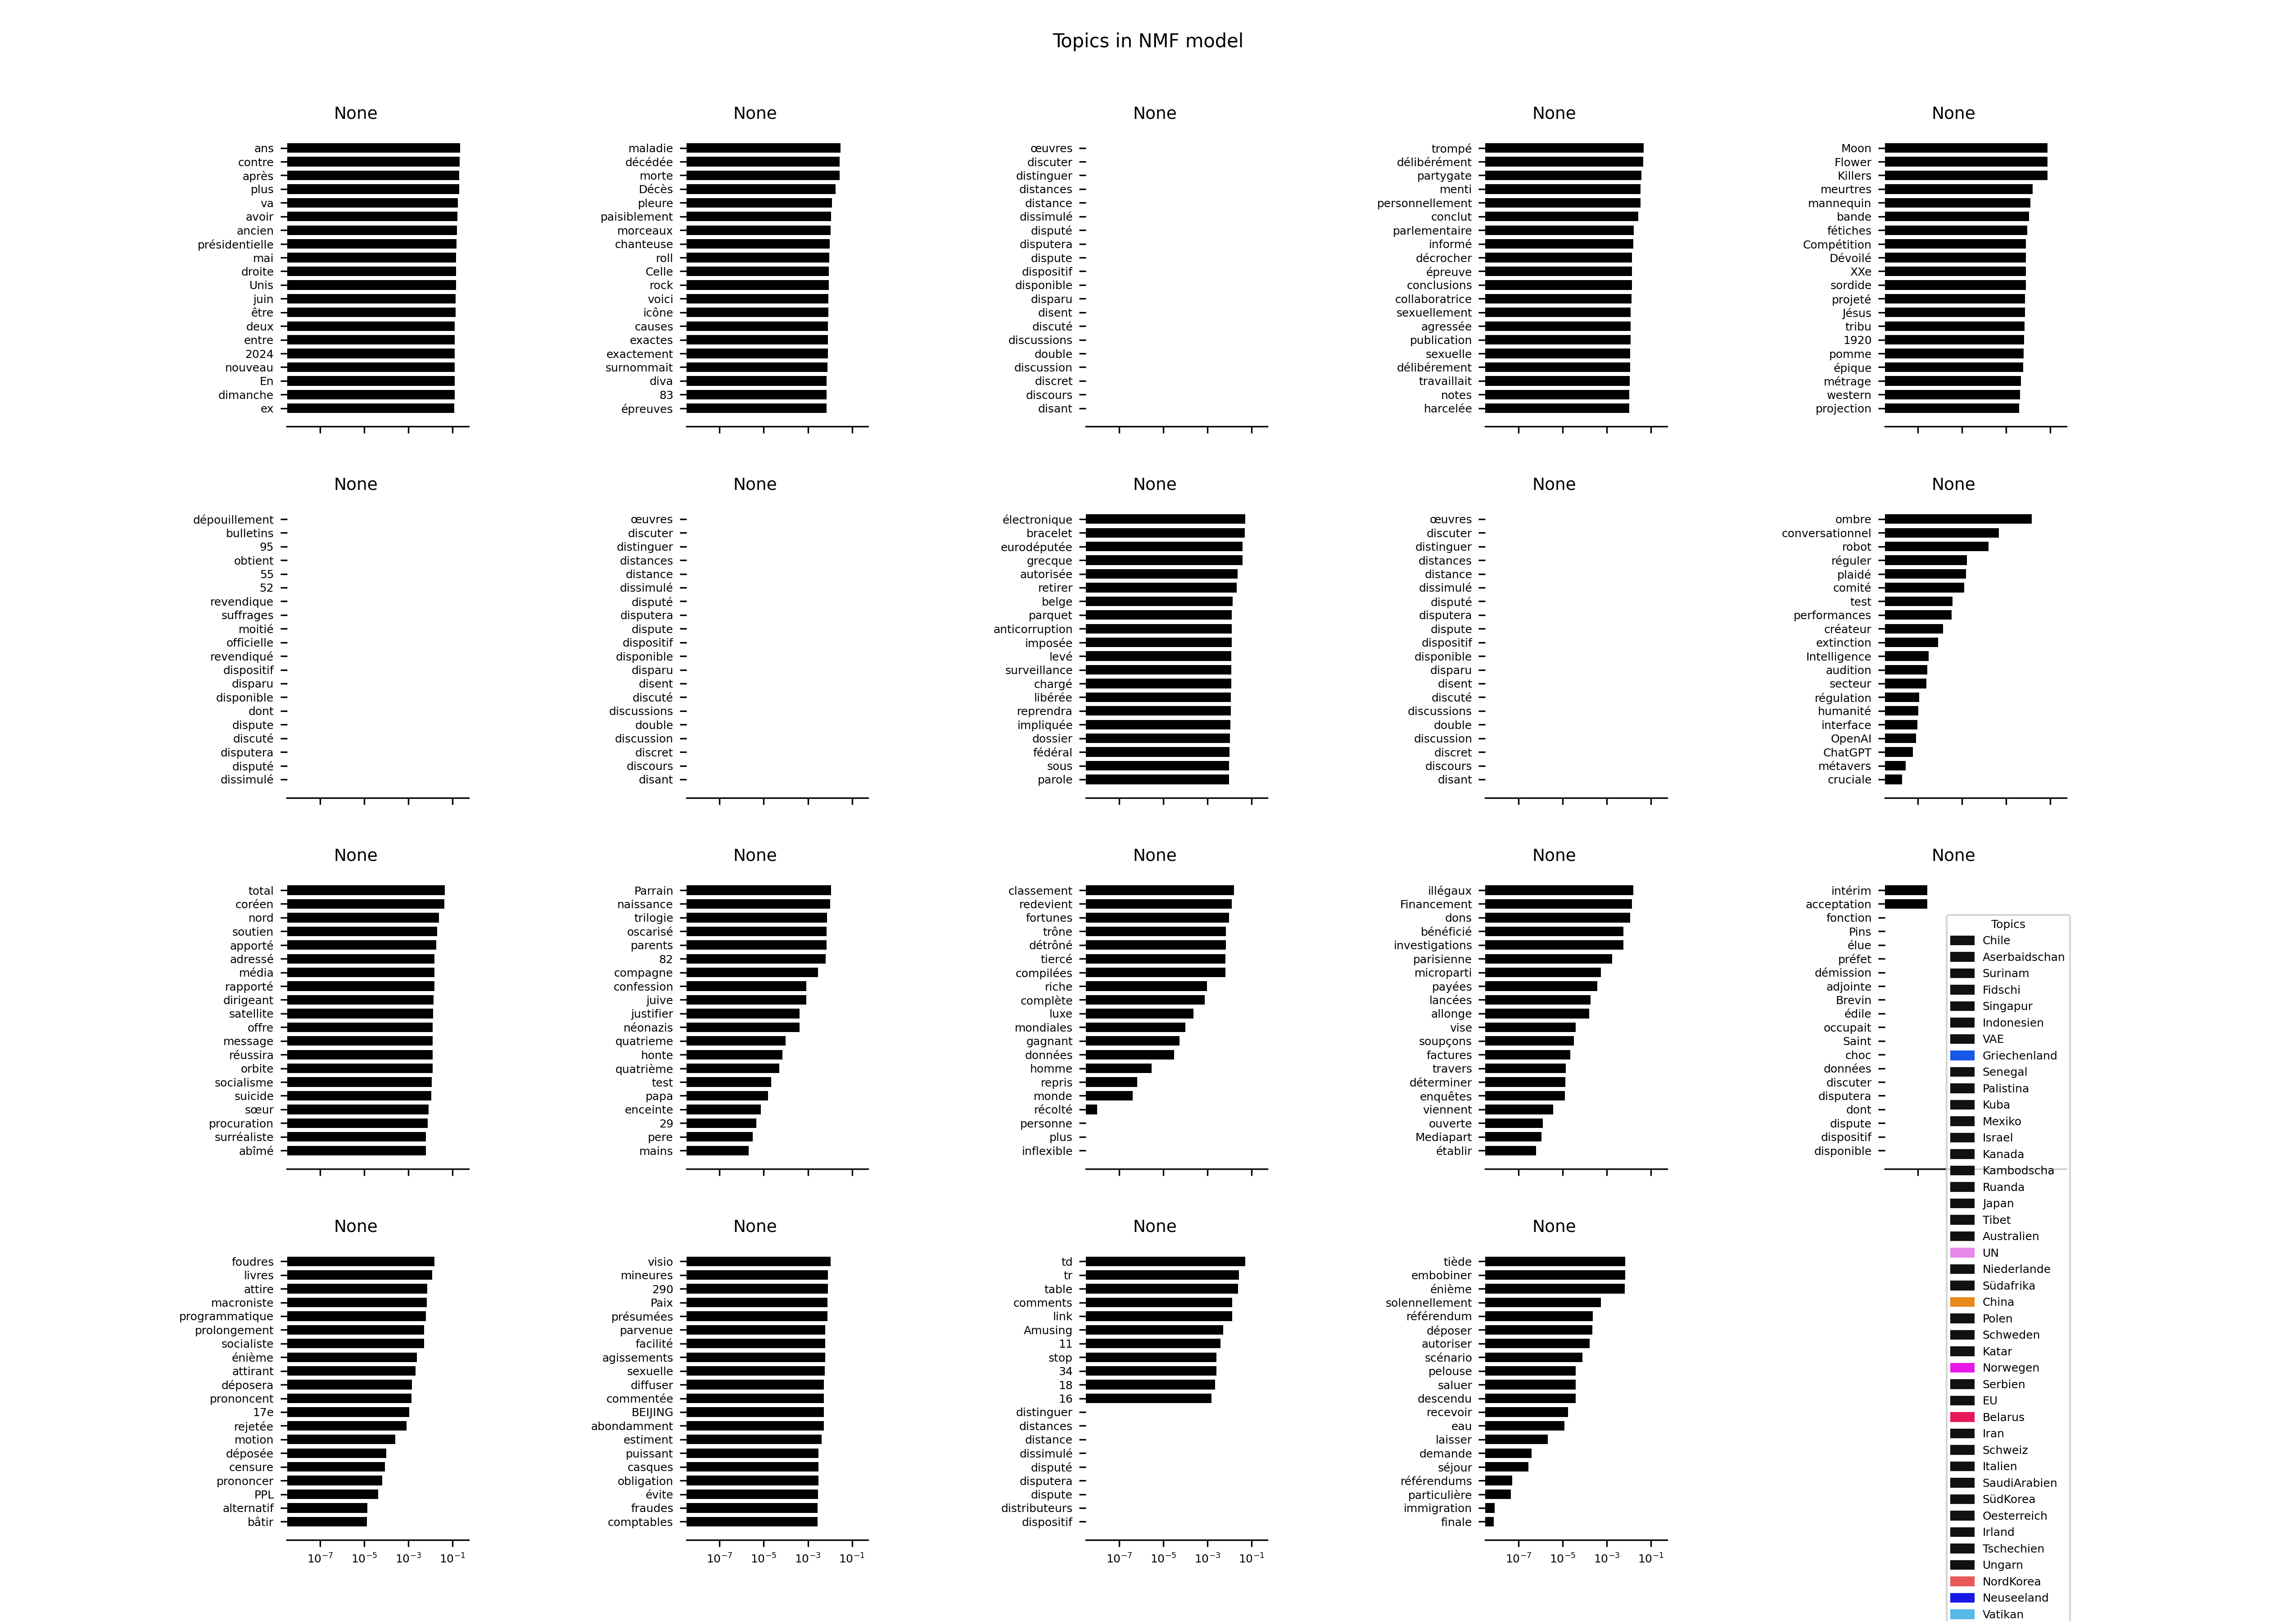 Topics in NMF model
None
ans
contre
après
plus
va
avoir
ancien
présidentielle
mai
droite
Unis
juin
être
deux
entre
2024
nouveau
En
dimanche
ex
None
maladie
décédée
morte
Décès
pleure
paisiblement
morceaux
chanteuse
roll
Celle
rock
voici
icône
causes
exactes
exactement
surnommait
diva
83
épreuves
None
œuvres
discuter
distinguer
distances
distance
dissimulé
disputé
disputera
dispute
dispositif
disponible
disparu
disent
discuté
discussions
double
discussion
discret
discours
disant
None
trompé
délibérément
partygate
menti
personnellement
conclut
parlementaire
informé
décrocher
épreuve
conclusions
collaboratrice
sexuellement
agressée
publication
sexuelle
délibérement
travaillait
notes
harcelée
None
Moon
Flower
Killers
meurtres
mannequin
bande
fétiches
Compétition
Dévoilé
XXe
sordide
projeté
Jésus
tribu
1920
pomme
épique
métrage
western
projection
None
dépouillement
bulletins
95
obtient
55
52
revendique
suffrages
moitié
officielle
revendiqué
dispositif
disparu
disponible
dont
dispute
discuté
disputera
disputé
dissimulé
None
œuvres
discuter
distinguer
distances
distance
dissimulé
disputé
disputera
dispute
dispositif
disponible
disparu
disent
discuté
discussions
double
discussion
discret
discours
disant
None
électronique
bracelet
eurodéputée
grecque
autorisée
retirer
belge
parquet
anticorruption
imposée
levé
surveillance
chargé
libérée
reprendra
impliquée
dossier
fédéral
sous
parole
None
œuvres
discuter
distinguer
distances
distance
dissimulé
disputé
disputera
dispute
dispositif
disponible
disparu
disent
discuté
discussions
double
discussion
discret
discours
disant
None
ombre
conversationnel
robot
réguler
plaidé
comité
test
performances
créateur
extinction
Intelligence
audition
secteur
régulation
humanité
interface
OpenAI
ChatGPT
métavers
cruciale
None
total
coréen
nord
soutien
apporté
adressé
média
rapporté
dirigeant
satellite
offre
message
réussira
orbite
socialisme
suicide
sœur
procuration
surréaliste
abîmé
None
Parrain
naissance
trilogie
oscarisé
parents
82
compagne
confession
juive
justifier
néonazis
quatrieme
honte
quatrième
test
papa
enceinte
29
pere
mains
None
classement
redevient
fortunes
trône
détrôné
tiercé
compilées
riche
complète
luxe
mondiales
gagnant
données
homme
repris
monde
récolté
personne
plus
inflexible
None
illégaux
Financement
dons
bénéficié
investigations
parisienne
microparti
payées
lancées
allonge
vise
soupçons
factures
travers
déterminer
enquêtes
viennent
ouverte
Mediapart
établir
None
intérim
acceptation
fonction
Pins
élue
préfet
démission
adjointe
Brevin
édile
occupait
Saint
choc
données
discuter
disputera
dont
dispute
dispositif
disponible
None
foudres
livres
attire
macroniste
programmatique
prolongement
socialiste
énième
attirant
déposera
prononcent
17e
rejetée
motion
déposée
censure
prononcer
PPL
alternatif
bâtir
10⁻⁷ 10⁻⁵ 10⁻³ 10⁻¹
None
visio
mineures
290
Paix
présumées
parvenue
facilité
agissements
sexuelle
diffuser
commentée
BEIJING
abondamment
estiment
puissant
casques
obligation
évite
fraudes
comptables
10⁻⁷ 10⁻⁵ 10⁻³ 10⁻¹
None
td
tr
table
comments
link
Amusing
11
stop
34
18
16
distinguer
distances
distance
dissimulé
disputé
disputera
dispute
distributeurs
dispositif
10⁻⁷ 10⁻⁵ 10⁻³ 10⁻¹
None
tiède
embobiner
énième
solennellement
référendum
déposer
autoriser
scénario
pelouse
saluer
descendu
recevoir
eau
laisser
demande
séjour
référendums
particulière
immigration
finale
10⁻⁷ 10⁻⁵ 10⁻³ 10⁻¹
Topics
Chile
Aserbaidschan
Surinam
Fidschi
Singapur
Indonesien
VAE
Griechenland
Senegal
Palistina
Kuba
Mexiko
Israel
Kanada
Kambodscha
Ruanda
Japan
Tibet
Australien
UN
Niederlande
Südafrika
China
Polen
Schweden
Katar
Norwegen
Serbien
EU
Belarus
Iran
Schweiz
Italien
SaudiArabien
SüdKorea
Oesterreich
Irland
Tschechien
Ungarn
NordKorea
Neuseeland
Vatikan